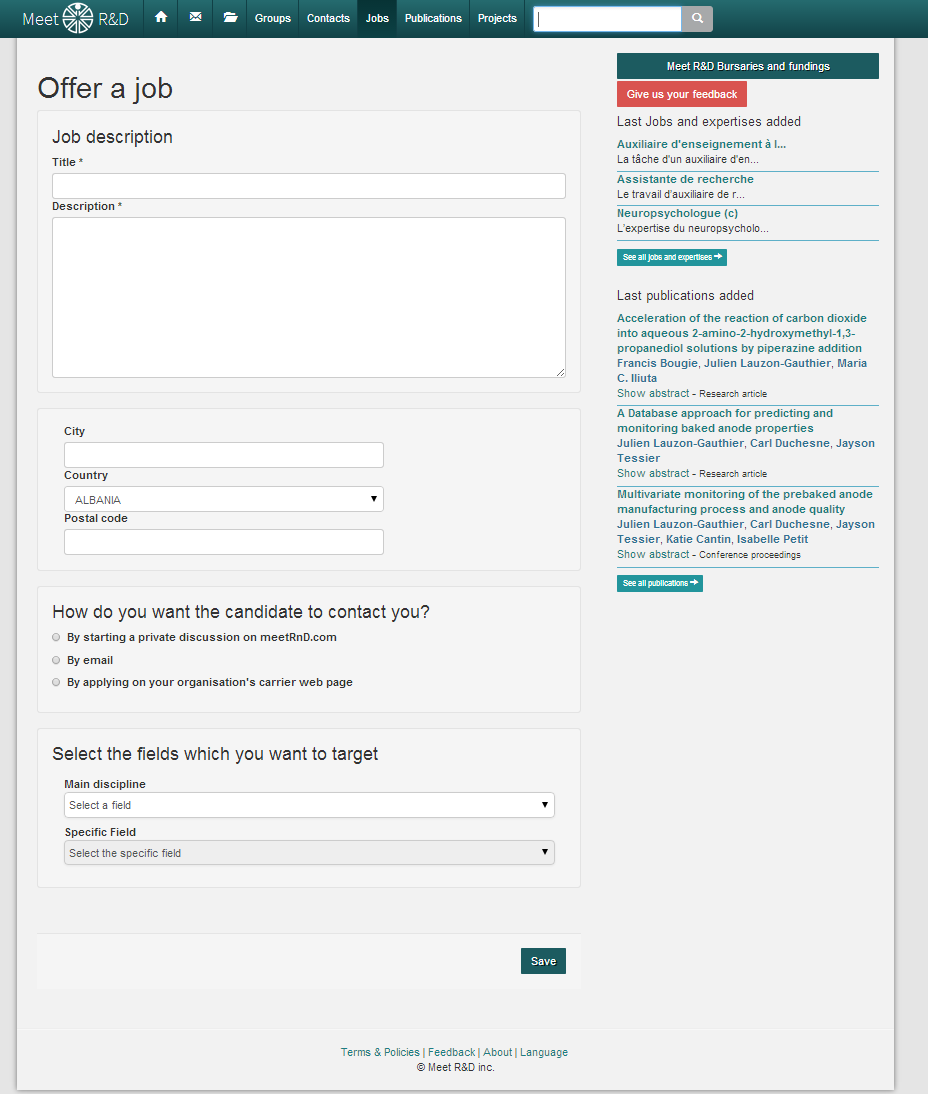 Meet R&D Groups Contacts Jobs Publications Projects
Offer a job
Job description
Title *
Description *
City
Country
ALBANIA
Postal code
How do you want the candidate to contact you?
By starting a private discussion on meetRnD.com
By email
By applying on your organisation's carrier web page
Select the fields which you want to target
Main discipline
Select a field
Specific Field
Select the specific field
Save
Meet R&D Bursaries and fundings
Give us your feedback
Last Jobs and expertises added
Auxiliaire d'enseignement à l...
La tâche d'un auxiliaire d'en...
Assistante de recherche
Le travail d'auxiliaire de r...
Neuropsychologue (c)
L'expertise du neuropsycholo...
See all jobs and expertises
Last publications added
Acceleration of the reaction of carbon dioxide
into aqueous 2-amino-2-hydroxymethyl-1,3-
propanediol solutions by piperazine addition
Francis Bougie, Julien Lauzon-Gauthier, Maria
C. Iliuta
Show abstract - Research article
A Database approach for predicting and
monitoring baked anode properties
Julien Lauzon-Gauthier, Carl Duchesne, Jayson
Tessier
Show abstract - Research article
Multivariate monitoring of the prebaked anode
manufacturing process and anode quality
Julien Lauzon-Gauthier, Carl Duchesne, Jayson
Tessier, Katie Cantin, Isabelle Petit
Show abstract - Conference proceedings
See all publications
Terms & Policies | Feedback | About | Language
© Meet R&D inc.